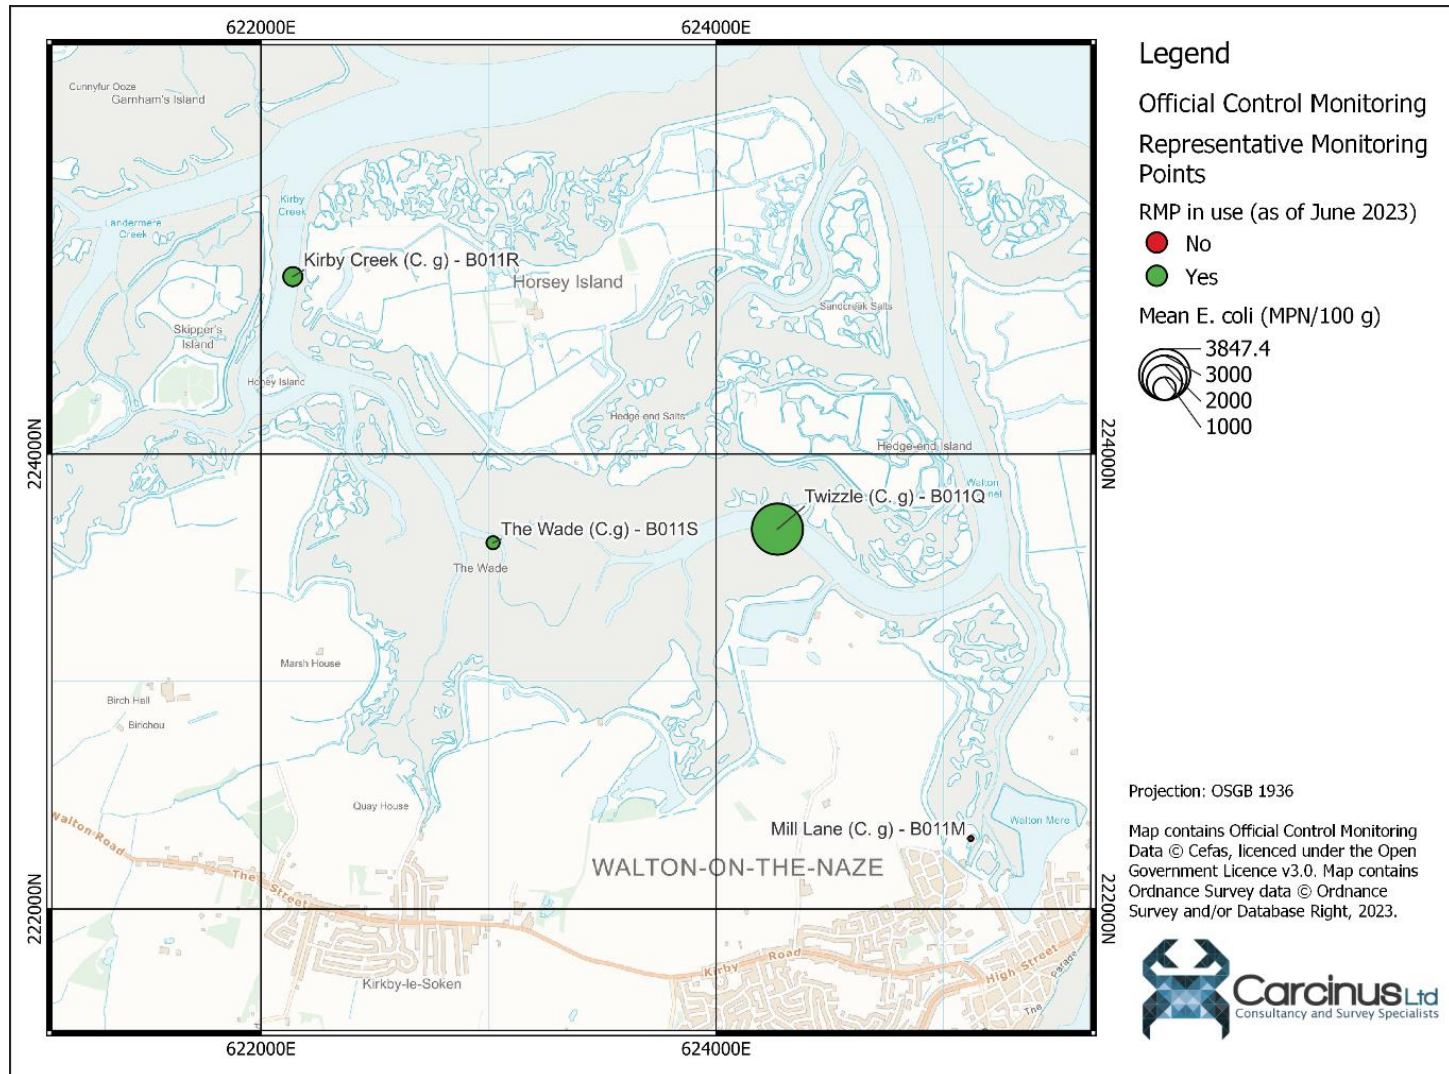 622000E
624000E
Cunnyfur Ooze
Garnham's Island
Kirby
Creek
Landermere
Creek
Kirby Creek (C. g) - B011R
Horsey Island
Skipper's
Island
Sandcreek Salts
Honey Island
Hedge-end Salts
Hedge-end Island
224000N
224000N
Walton
Twizzle (C. g) - B011Q
The Wade (C.g) - B011S
The Wade
Marsh House
Birch Hall
Birichou
Quay House
Walton Mere
Mill Lane (C. g) - B011M
WALTON-ON-THE-NAZE
Walton Road
The Street
222000N
222000N
Kirby Road
High Street
Kirkby-le-Soken
The Parade
622000E
624000E
Legend
Official Control Monitoring
Representative Monitoring
Points
RMP in use (as of June 2023)
No
Yes
Mean E. coli (MPN/100 g)
3847.4
3000
2000
1000
Projection: OSGB 1936
Map contains Official Control Monitoring
Data © Cefas, licenced under the Open
Government Licence v3.0. Map contains
Ordnance Survey data © Ordnance
Survey and/or Database Right, 2023.
Carcinus Ltd
Consultancy and Survey Specialists